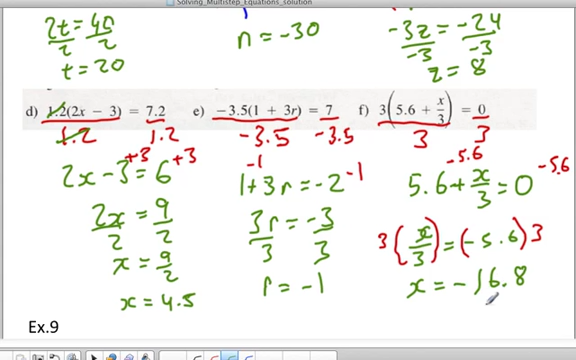 Solving_Multistep_Equations_solution
2t = 40
2 2
t = 20
n = -30
-3z = -24
-3 -3
z = 8
d) 1.2(2x − 3) = 7.2
1.2 1.2
+3 +3
2x - 3 = 6
2x = 9
2 2
x = 9
2
x = 4.5
e) −3.5(1 + 3r) = 7
-3.5 -3.5
-1 -1
1 + 3r = -2
3r = -3
3 3
r = -1
f) 3(5.6 + x/3) = 0
3 3
-5.6 -5.6
5.6 + x/3 = 0
3(x/3) = (-5.6)3
x = -16.8
Ex.9